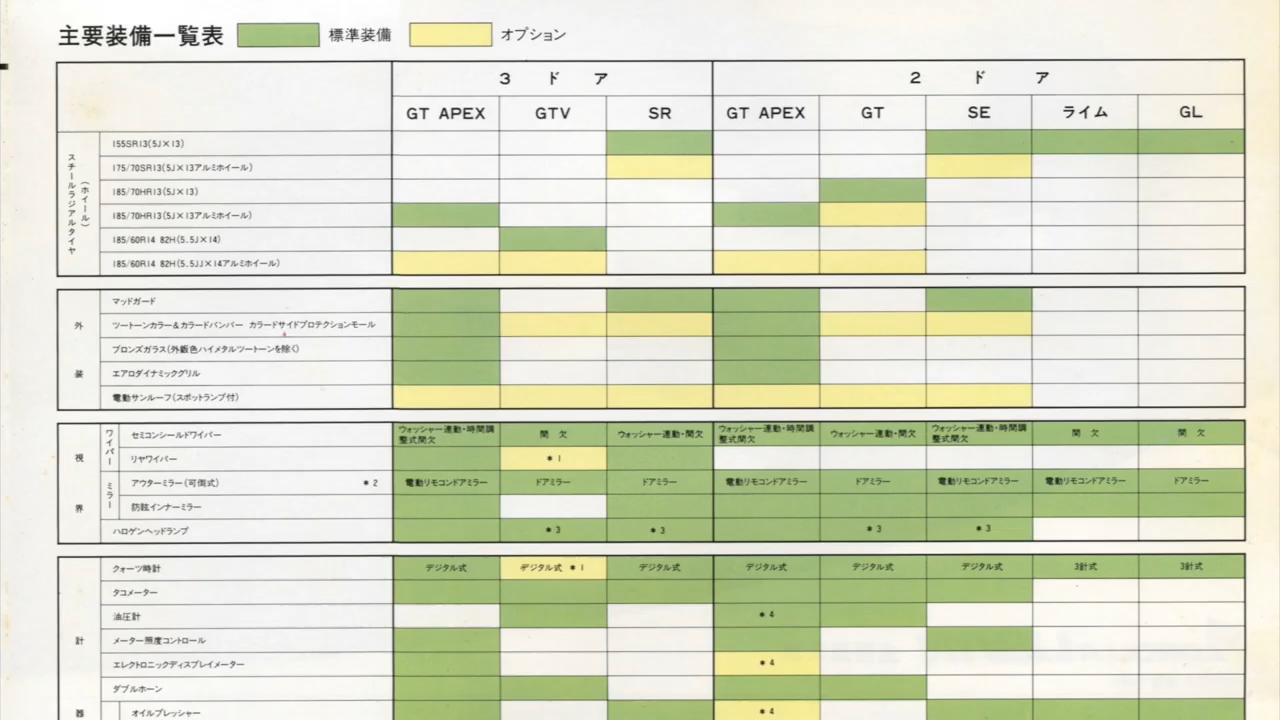 主要装備一覧表 標準装備 オプション
3 ド ア 2 ド ア
GT APEX GTV SR GT APEX GT SE ライム GL
スチールラジアルタイヤ
(ホイール)
155SR13(5J×13)
175/70SR13(5J×13アルミホイール)
185/70HR13(5J×13)
185/70HR13(5J×13アルミホイール)
185/60R14 82H(5.5J×14)
185/60R14 82H(5.5JJ×14アルミホイール)
外装
マッドガード
ツートーンカラー&カラードバンパー カラードサイドプロテクションモール
ブロンズガラス(外鈑色ハイメタルツートーンを除く)
エアロダイナミックグリル
電動サンルーフ(スポットランプ付)
視界
ワイパー
セミコンシールドワイパー ウォッシャー連動・時間調整式間欠 間 欠 ウォッシャー連動・間欠 ウォッシャー連動・時間調整式間欠 ウォッシャー連動・間欠 ウォッシャー連動・時間調整式間欠 間 欠 間 欠
リヤワイパー *1
ミラー
アウターミラー(可倒式) *2 電動リモコンドアミラー ドアミラー ドアミラー 電動リモコンドアミラー ドアミラー 電動リモコンドアミラー 電動リモコンドアミラー ドアミラー
防眩インナーミラー
ハロゲンヘッドランプ *3 *3 *3 *3
計器
クォーツ時計 デジタル式 デジタル式 *1 デジタル式 デジタル式 デジタル式 デジタル式 3針式 3針式
タコメーター
油圧計 *4
メーター照度コントロール
エレクトロニックディスプレイメーター *4
ダブルホーン
オイルプレッシャー *4